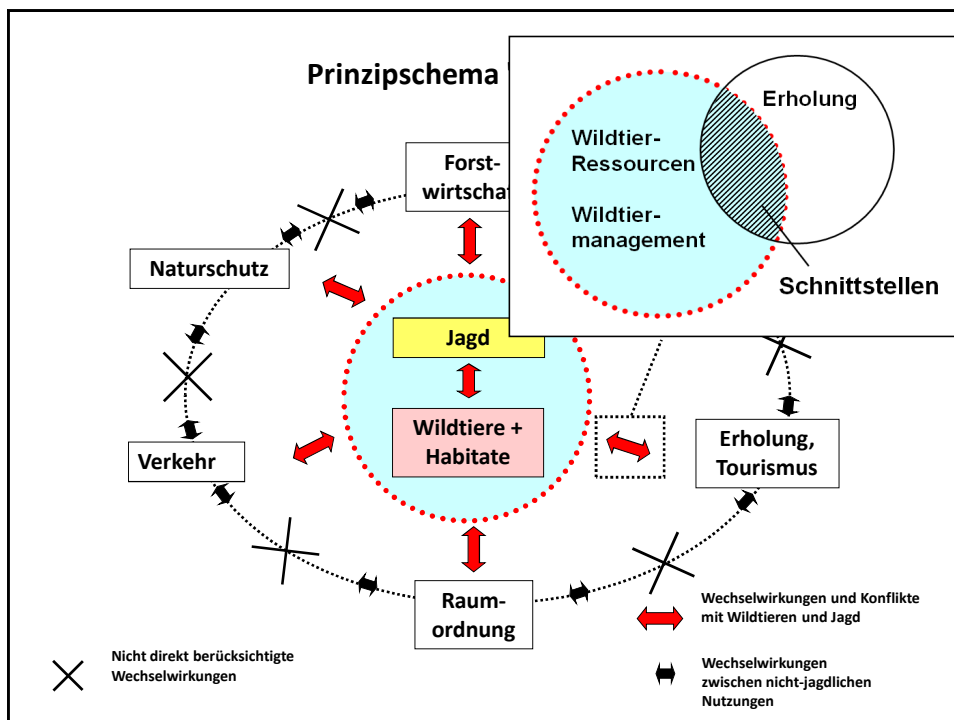 Prinzipschema
Erholung
Wildtier-
Ressourcen
Wildtier-
management
Schnittstellen
Forst-
Naturschutz
Jagd
Wildtiere +
Habitate
Verkehr
Erholung,
Tourismus
Raum-
ordnung
Wechselwirkungen und Konflikte
mit Wildtieren und Jagd
Nicht direkt berücksichtigte
Wechselwirkungen
Wechselwirkungen
zwischen nicht-jagdlichen
Nutzungen